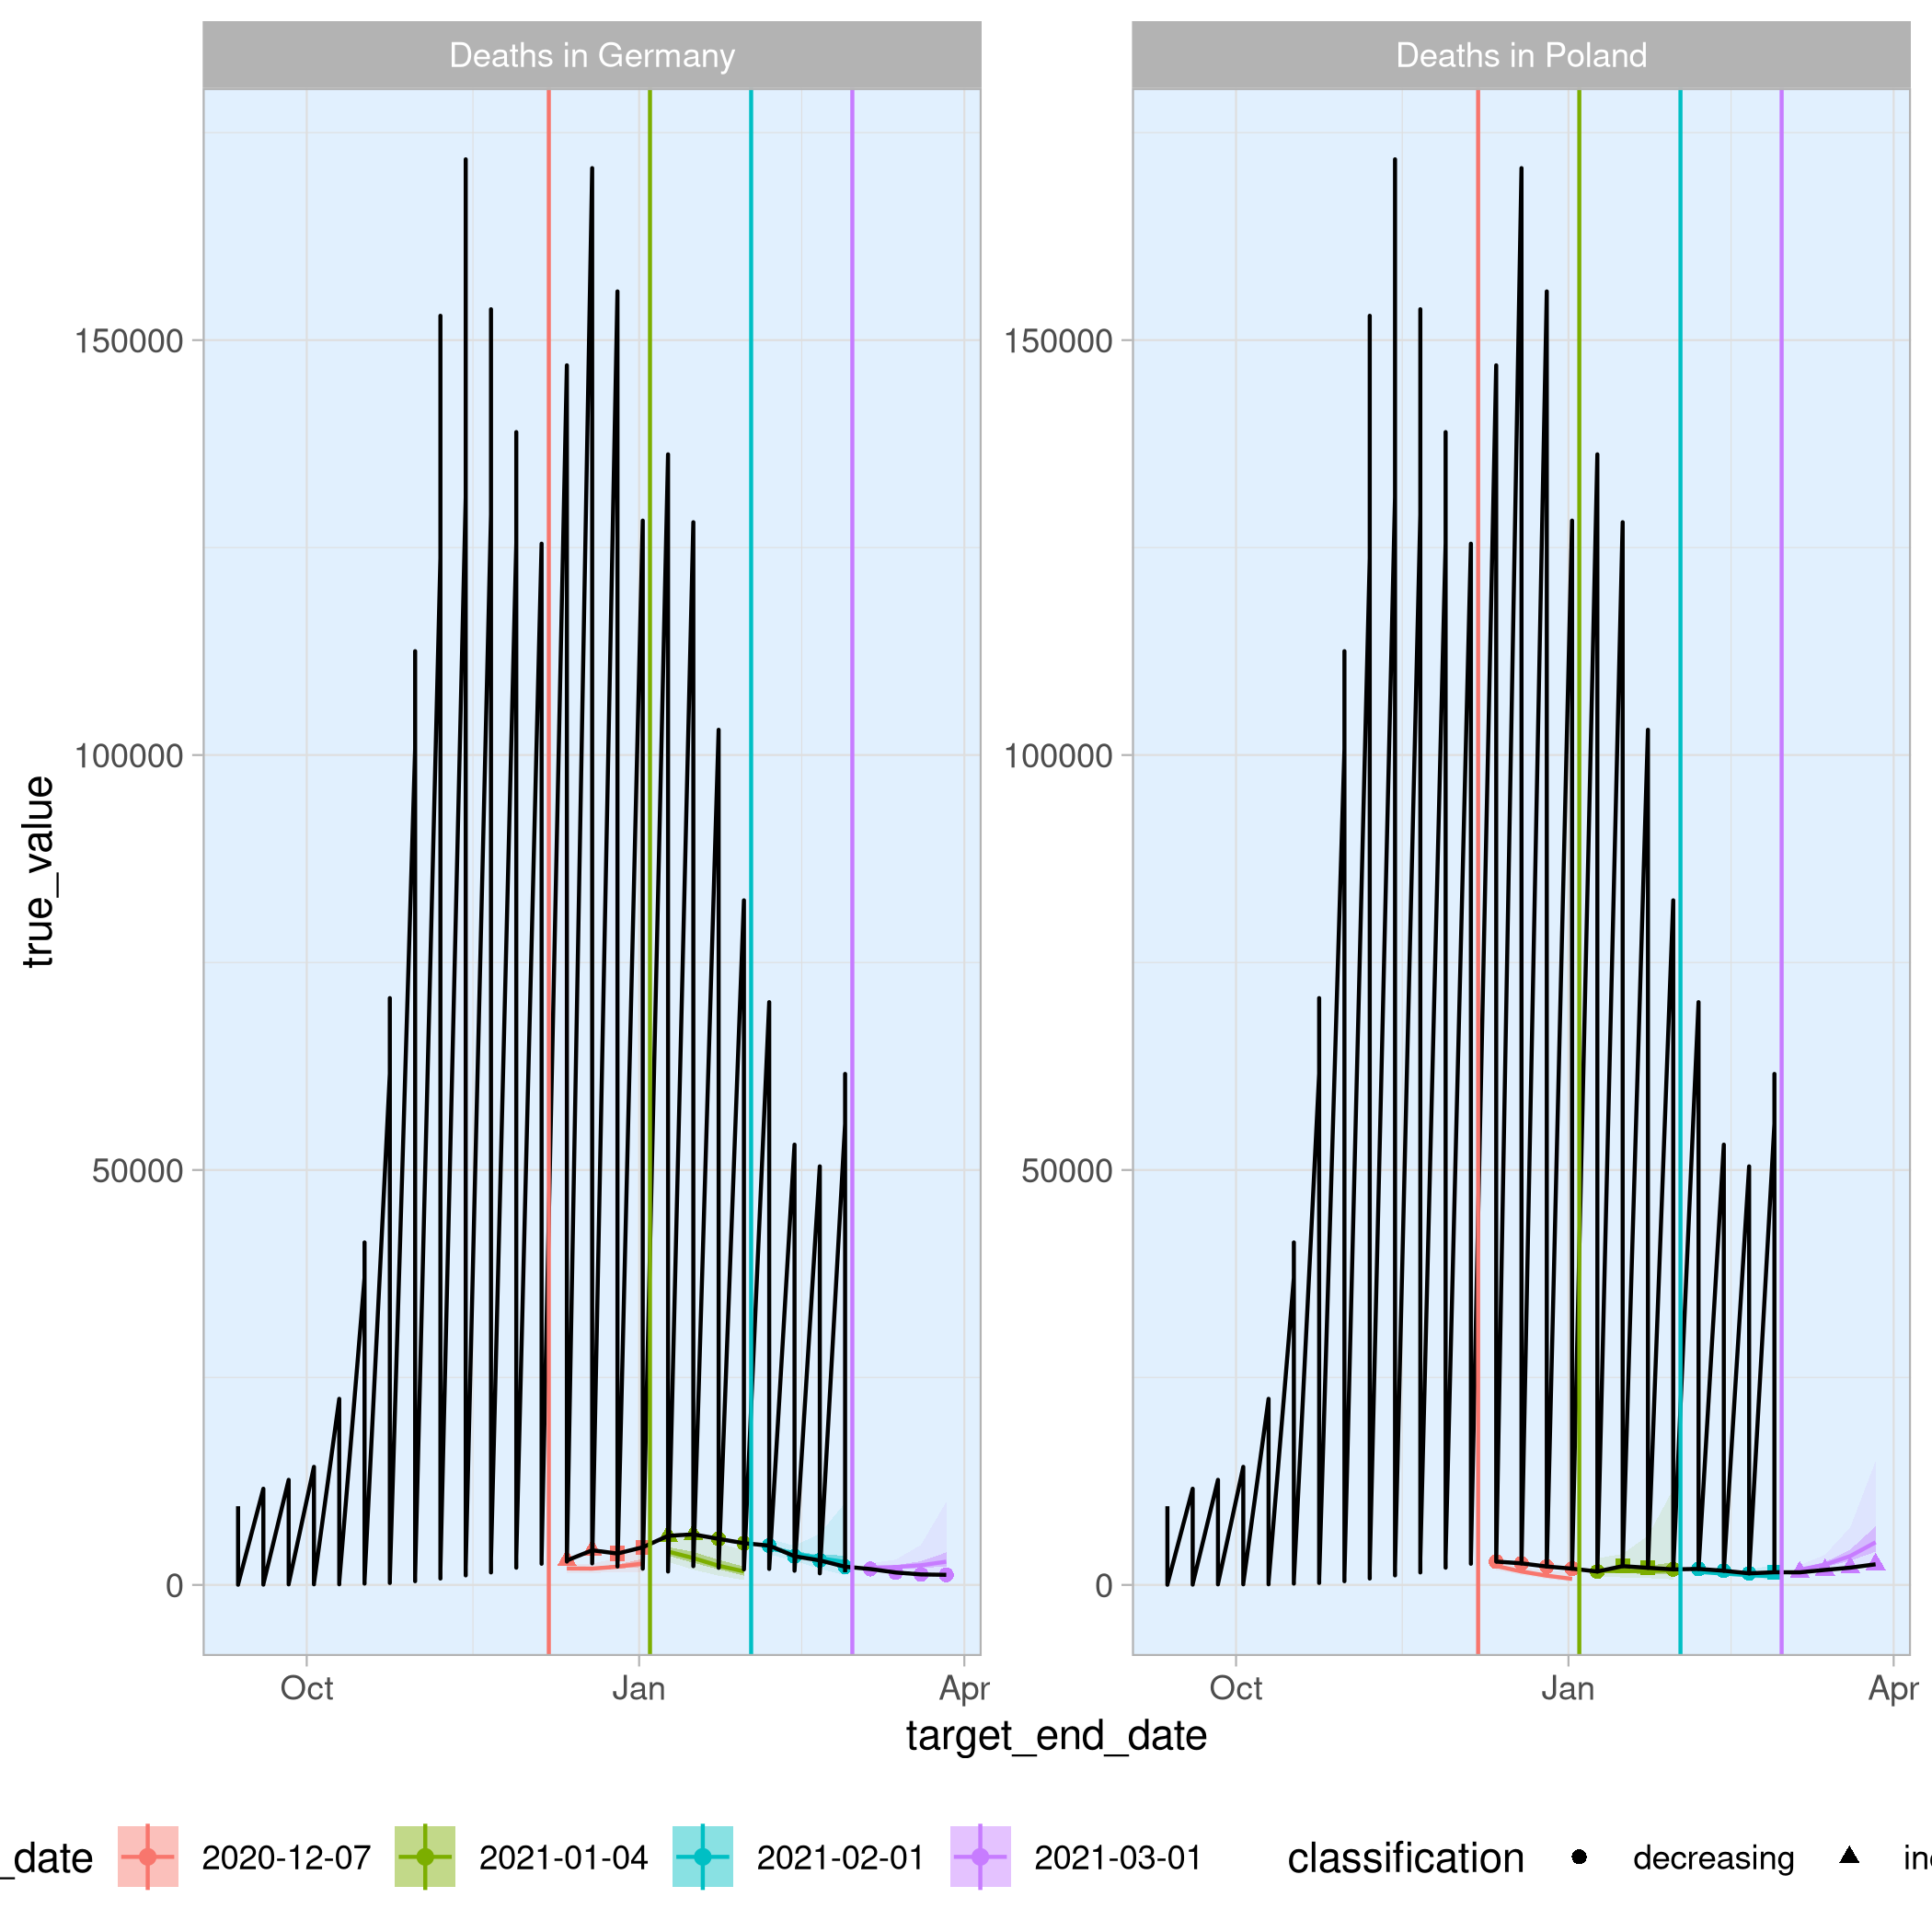 Deaths in Germany
Deaths in Poland
true_value
150000
100000
50000
0
150000
100000
50000
0
Oct Jan Apr
Oct Jan Apr
target_end_date
_date 2020-12-07 2021-01-04 2021-02-01 2021-03-01 classification decreasing